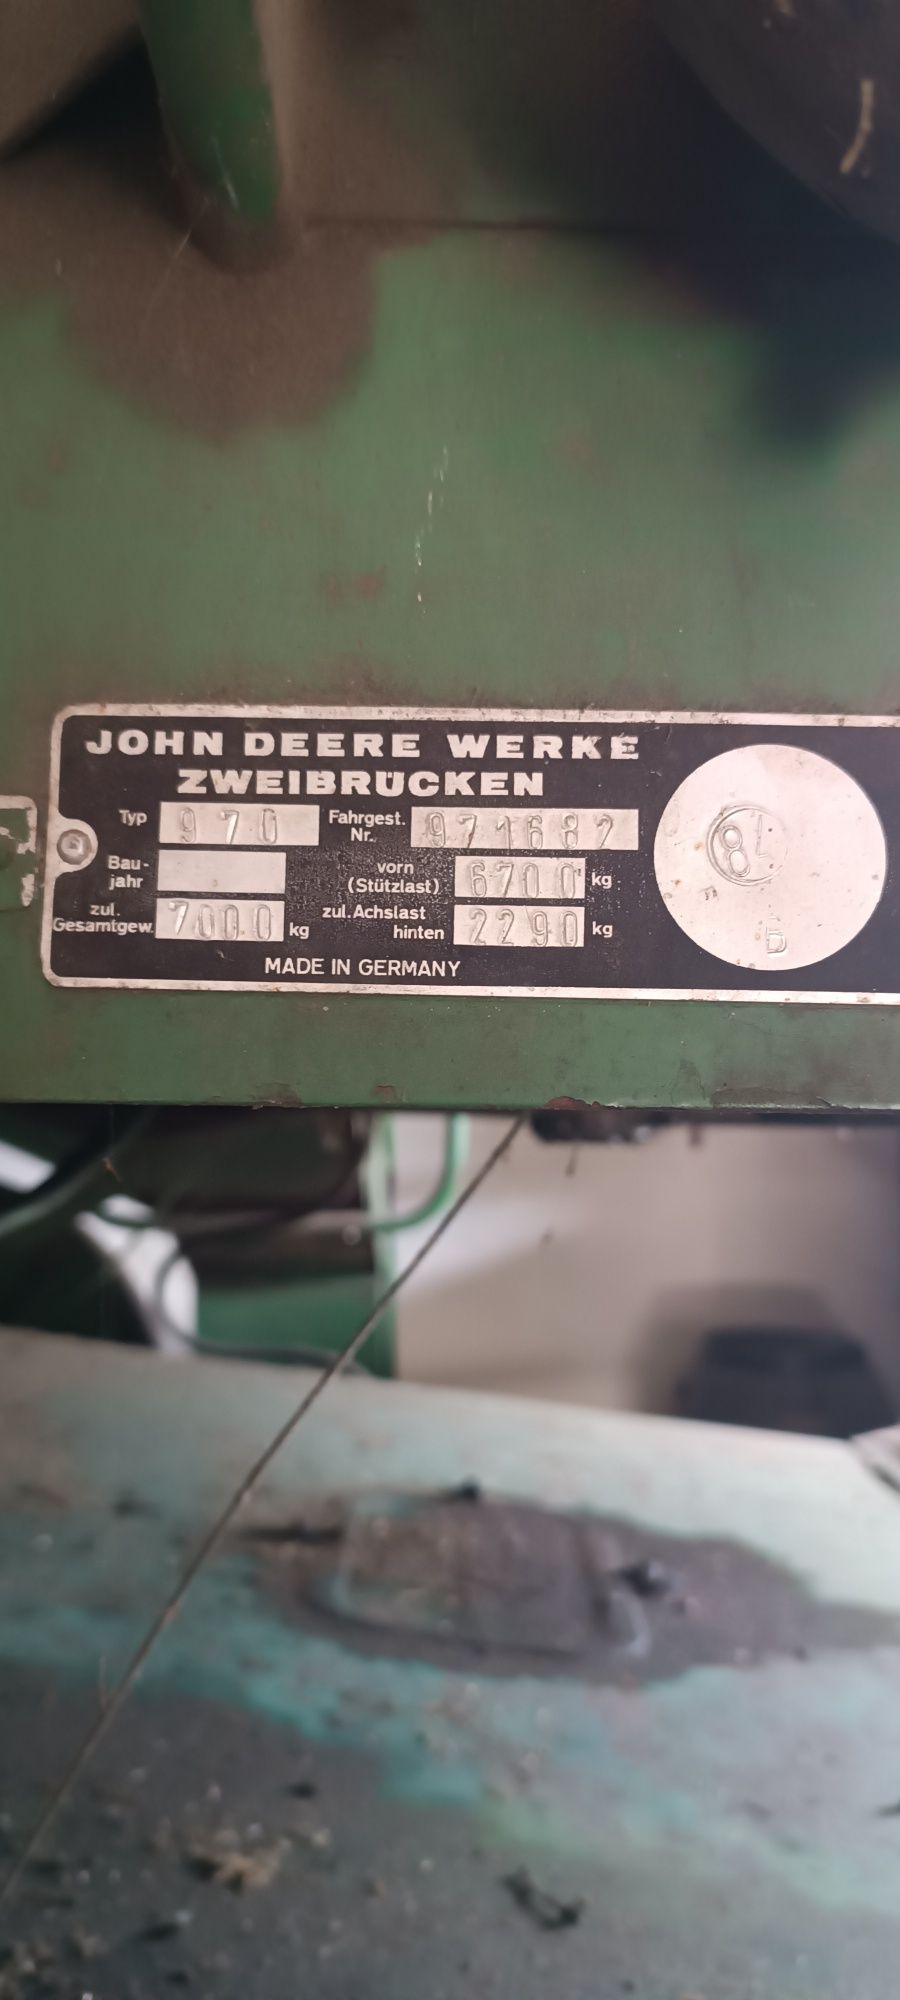 JOHN DEERE WERKE
ZWEIBRÜCKEN
Typ 970 Fahrgest. Nr. 971682
Bau-jahr vorn (Stützlast) 6700 kg
zul. Gesamtgew. 7000 kg zul. Achslast hinten 2290 kg
MADE IN GERMANY